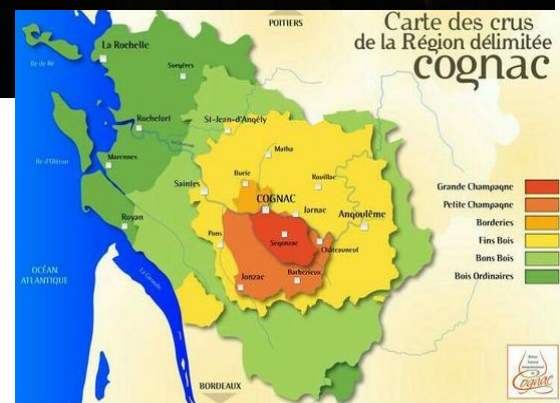 POITIERS
Carte des crus
de la Région délimitée
cognac
La Rochelle
Ile de Ré
Surgères
Rochefort
St-Jean-d'Angély
Ile d'Oléron
Marennes
Matha
Saintes
Burie
Rouillac
COGNAC
Jarnac
Angoulême
Royan
Pons
Segonzac
Châteauneuf
Jonzac
Barbezieux
OCÉAN
ATLANTIQUE
La Gironde
BORDEAUX
Grande Champagne
Petite Champagne
Borderies
Fins Bois
Bons Bois
Bois Ordinaires
Cognac